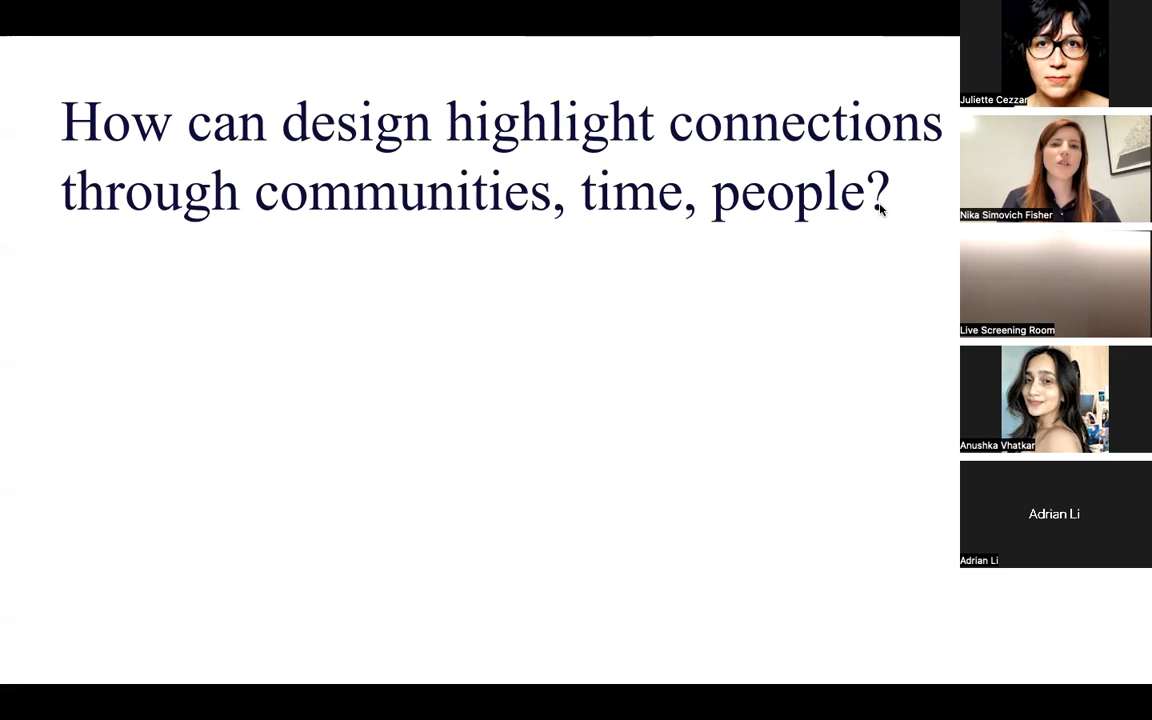 How can design highlight connections
through communities, time, people?
Juliette Cezzar
Nika Simovich Fisher
Live Screening Room
Anushka Vhatkar
Adrian Li
Adrian Li